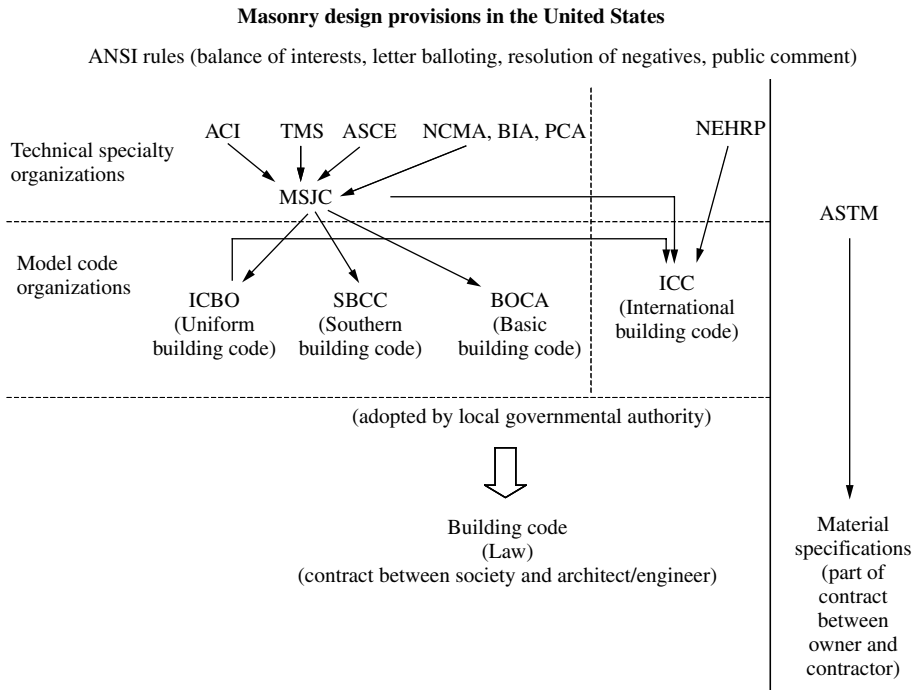 Masonry design provisions in the United States
ANSI rules (balance of interests, letter balloting, resolution of negatives, public comment)
ACI
TMS
ASCE
NCMA, BIA, PCA
NEHRP
Technical specialty
organizations
MSJC
ASTM
Model code
organizations
ICBO
(Uniform
building code)
SBCC
(Southern
building code)
BOCA
(Basic
building code)
ICC
(International
building code)
(adopted by local governmental authority)
Building code
(Law)
(contract between society and architect/engineer)
Material
specifications
(part of
contract
between
owner and
contractor)